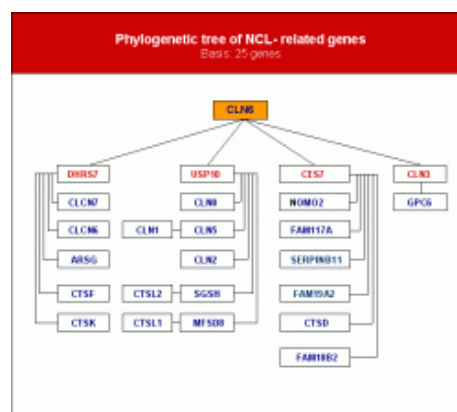 Phylogenetic tree of NCL- related genes
Basis: 25 genes
CLN6
DHRS7 USP10 CES7 CLN3
CLCN7 CLN8 NOMO2 GPC6
CLCN6 CLN1 CLN5 FAM117A
ARSG CLN2 SERPINB11
CTSF CTSL2 SGSH FAM19A2
CTSK CTSL1 MFSD8 CTSD
FAM18B2